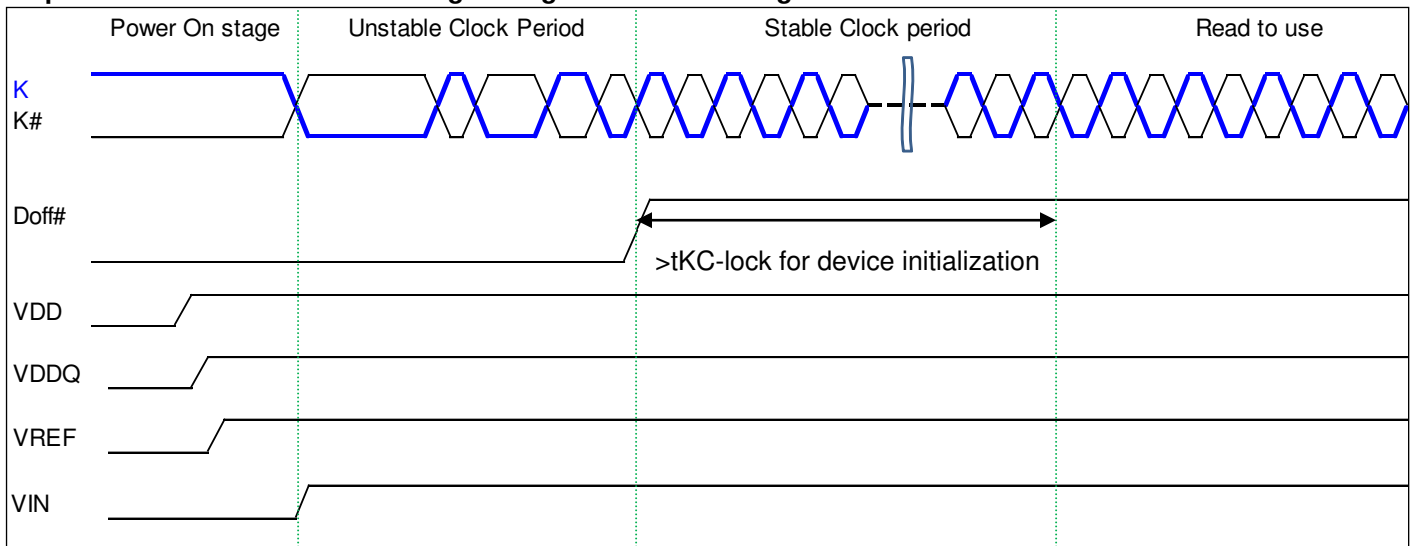 Power On stage Unstable Clock Period Stable Clock period Read to use
K
K#
Doff#
>tKC-lock for device initialization
VDD
VDDQ
VREF
VIN